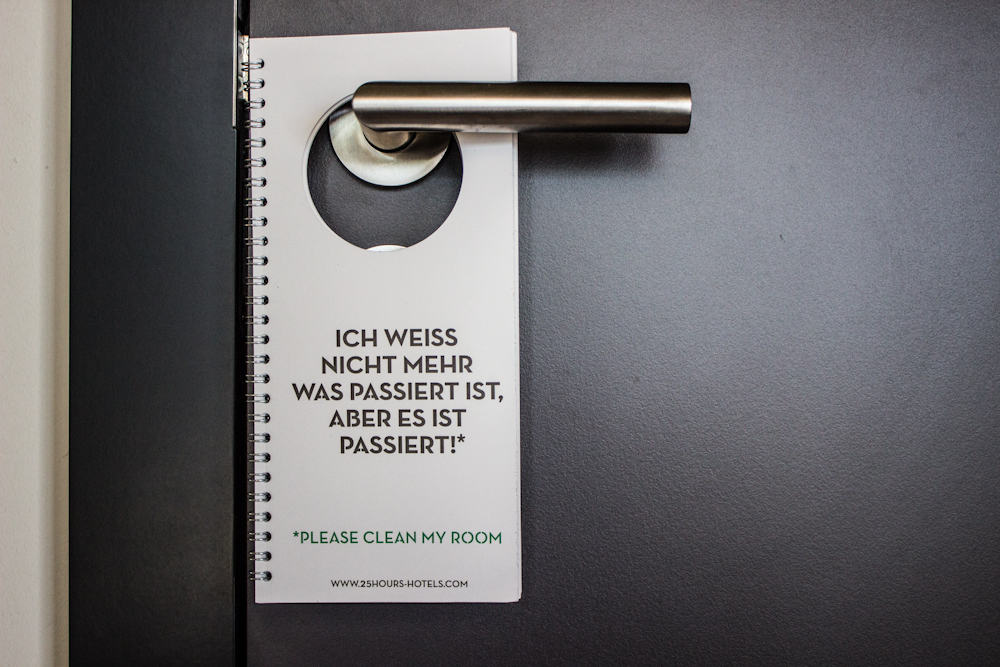 ICH WEISS
NICHT MEHR
WAS PASSIERT IST,
ABER ES IST
PASSIERT!*
*PLEASE CLEAN MY ROOM
WWW.25HOURS-HOTELS.COM